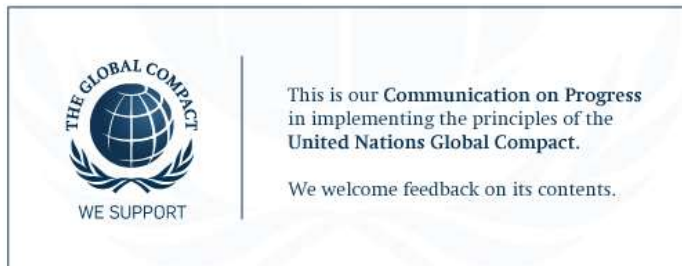 THE GLOBAL COMPACT
WE SUPPORT
This is our Communication on Progress
in implementing the principles of the
United Nations Global Compact.
We welcome feedback on its contents.